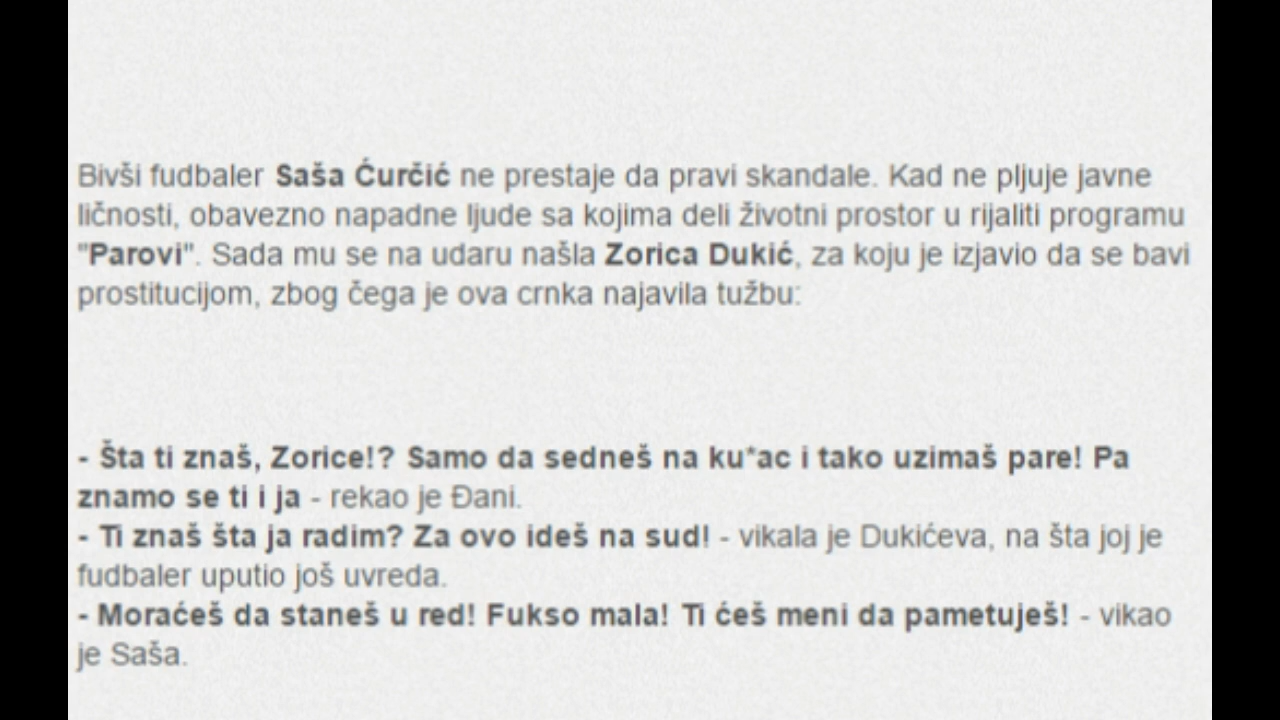 Bivši fudbaler Saša Ćurčić ne prestaje da pravi skandale. Kad ne pljuje javne
ličnosti, obavezno napadne ljude sa kojima deli životni prostor u rijaliti programu
"Parovi". Sada mu se na udaru našla Zorica Dukić, za koju je izjavio da se bavi
prostitucijom, zbog čega je ova crnka najavila tužbu:
- Šta ti znaš, Zorice!? Samo da sedneš na ku*ac i tako uzimaš pare! Pa
znamo se ti i ja - rekao je Đani.
- Ti znaš šta ja radim? Za ovo ideš na sud! - vikala je Dukićeva, na šta joj je
fudbaler uputio još uvreda.
- Moraćeš da staneš u red! Fukso mala! Ti ćeš meni da pametuješ! - vikao
je Saša.